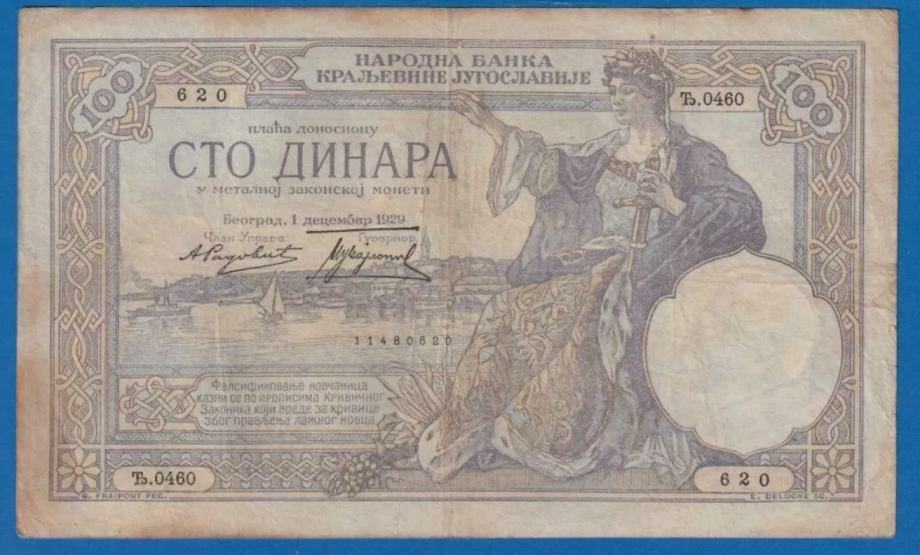 НАРОДНА БАНКА
КРАЉЕВИНЕ ЈУГОСЛАВИЈЕ
100
620
Ђ.0460
100
плаћа доносиоцу
СТО ДИНАРА
у металној законској монети
Београд, 1 децембар 1929
Члан Управе
Гувернер
11480620
Фалсификовање новчаница
казни се по прописима Кривичног
Законика који вреде за кривице
због прављења лажног новца
Ђ.0460
620
G. FRAIPONT FEC.
E. DELOCHE SC.